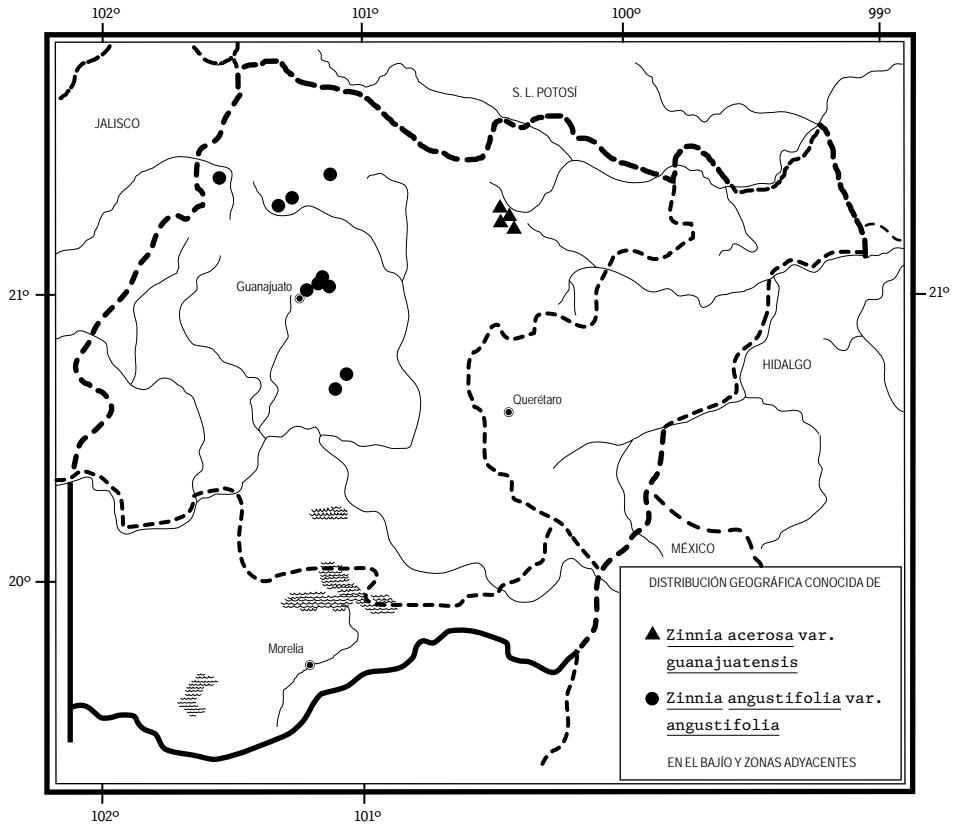 102º 101º 100º 99º
S. L. POTOSÍ
JALISCO
Guanajuato
21º 21º
HIDALGO
Querétaro
MÉXICO
20º
DISTRIBUCIÓN GEOGRÁFICA CONOCIDA DE
Zinnia acerosa var.
guanajuatensis
Morelia
Zinnia angustifolia var.
angustifolia
EN EL BAJÍO Y ZONAS ADYACENTES
102º 101º